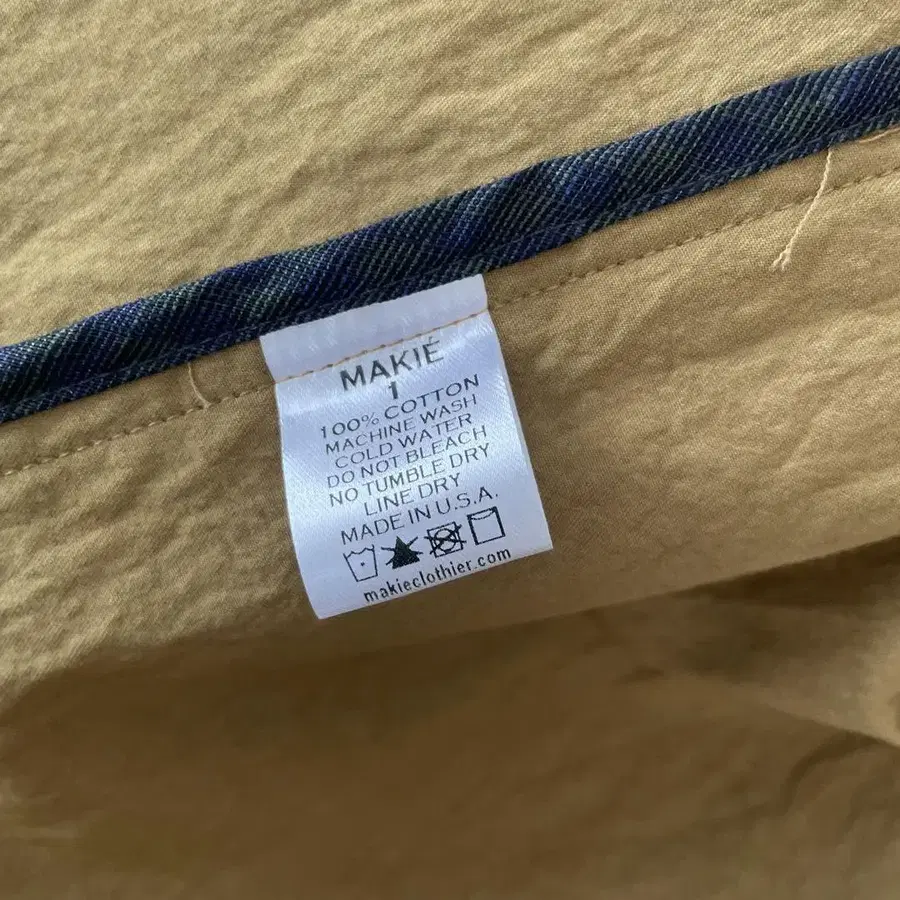 MAKIÉ
1
100% COTTON
MACHINE WASH
COLD WATER
DO NOT BLEACH
NO TUMBLE DRY
LINE DRY
MADE IN U.S.A.
makieclothier.com